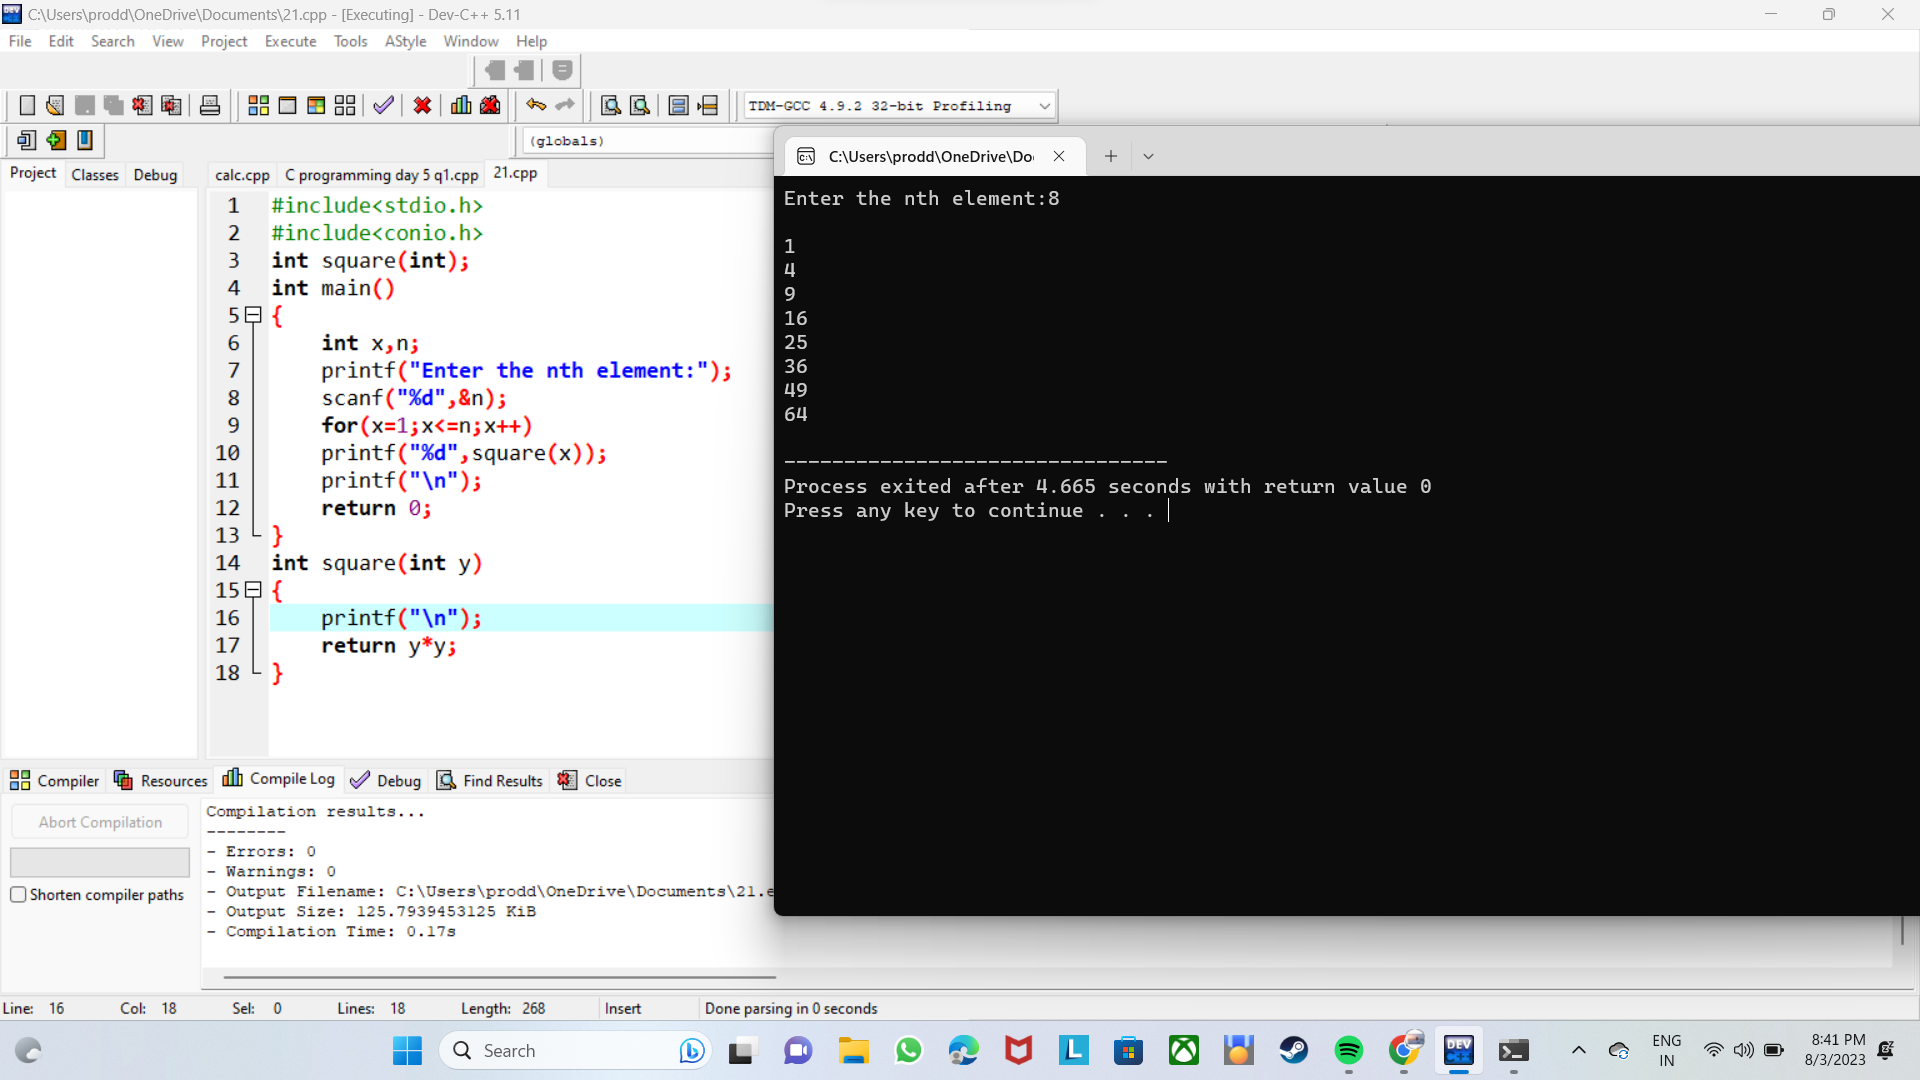 C:\Users\prodd\OneDrive\Documents\21.cpp - [Executing] - Dev-C++ 5.11
File Edit Search View Project Execute Tools AStyle Window Help
TDM-GCC 4.9.2 32-bit Profiling
(globals)
Project Classes Debug
calc.cpp C programming day 5 q1.cpp 21.cpp
1 #include<stdio.h>
2 #include<conio.h>
3 int square(int);
4 int main()
5 {
6 int x,n;
7 printf("Enter the nth element:");
8 scanf("%d",&n);
9 for(x=1;x<=n;x++)
10 printf("%d",square(x));
11 printf("\n");
12 return 0;
13 }
14 int square(int y)
15 {
16 printf("\n");
17 return y*y;
18 }
C:\Users\prodd\OneDrive\Do
Enter the nth element:8
1
4
9
16
25
36
49
64
--------------------------------
Process exited after 4.665 seconds with return value 0
Press any key to continue . . .
Compiler Resources Compile Log Debug Find Results Close
Abort Compilation
Shorten compiler paths
Compilation results...
--------
- Errors: 0
- Warnings: 0
- Output Filename: C:\Users\prodd\OneDrive\Documents\21.e
- Output Size: 125.7939453125 KiB
- Compilation Time: 0.17s
Line: 16 Col: 18 Sel: 0 Lines: 18 Length: 268 Insert Done parsing in 0 seconds
Search
L
DEV C++
ENG
IN
8:41 PM
8/3/2023